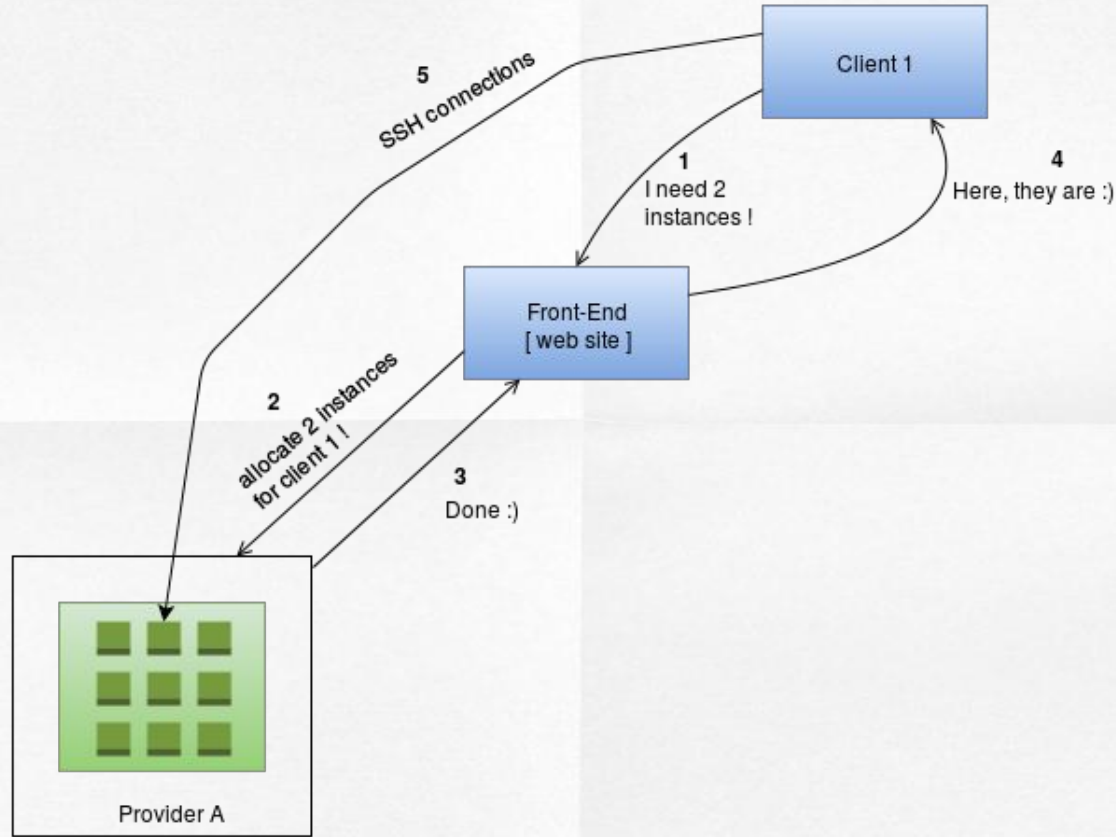 Client 1
5
SSH connections
1
I need 2
instances !
4
Here, they are :)
Front-End
[ web site ]
2
allocate 2 instances
for client 1 !
3
Done :)
Provider A